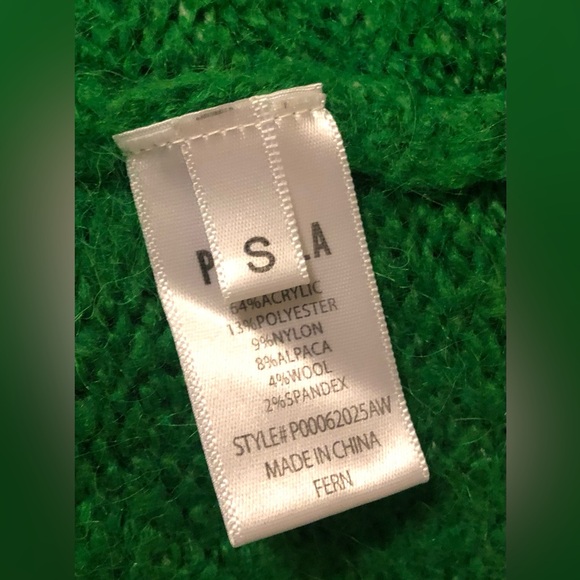 S
64%ACRYLIC
13%POLYESTER
9%NYLON
8%ALPACA
4%WOOL
2%SPANDEX
STYLE# P00062025AW
MADE IN CHINA
FERN